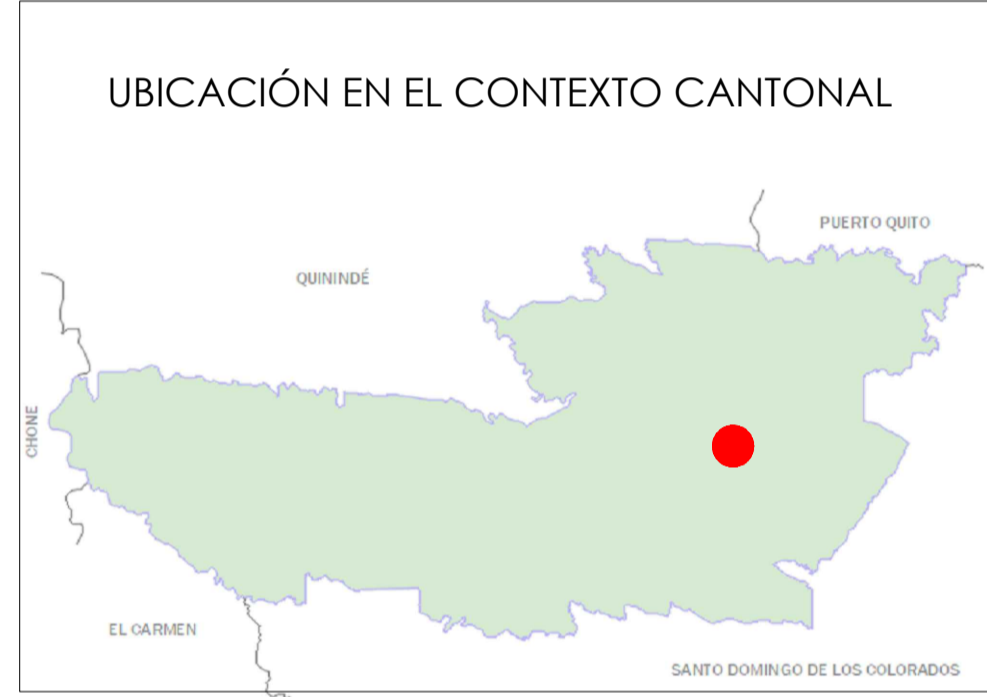 UBICACIÓN EN EL CONTEXTO CANTONAL
PUERTO QUITO
QUININDÉ
CHONE
EL CARMEN
SANTO DOMINGO DE LOS COLORADOS